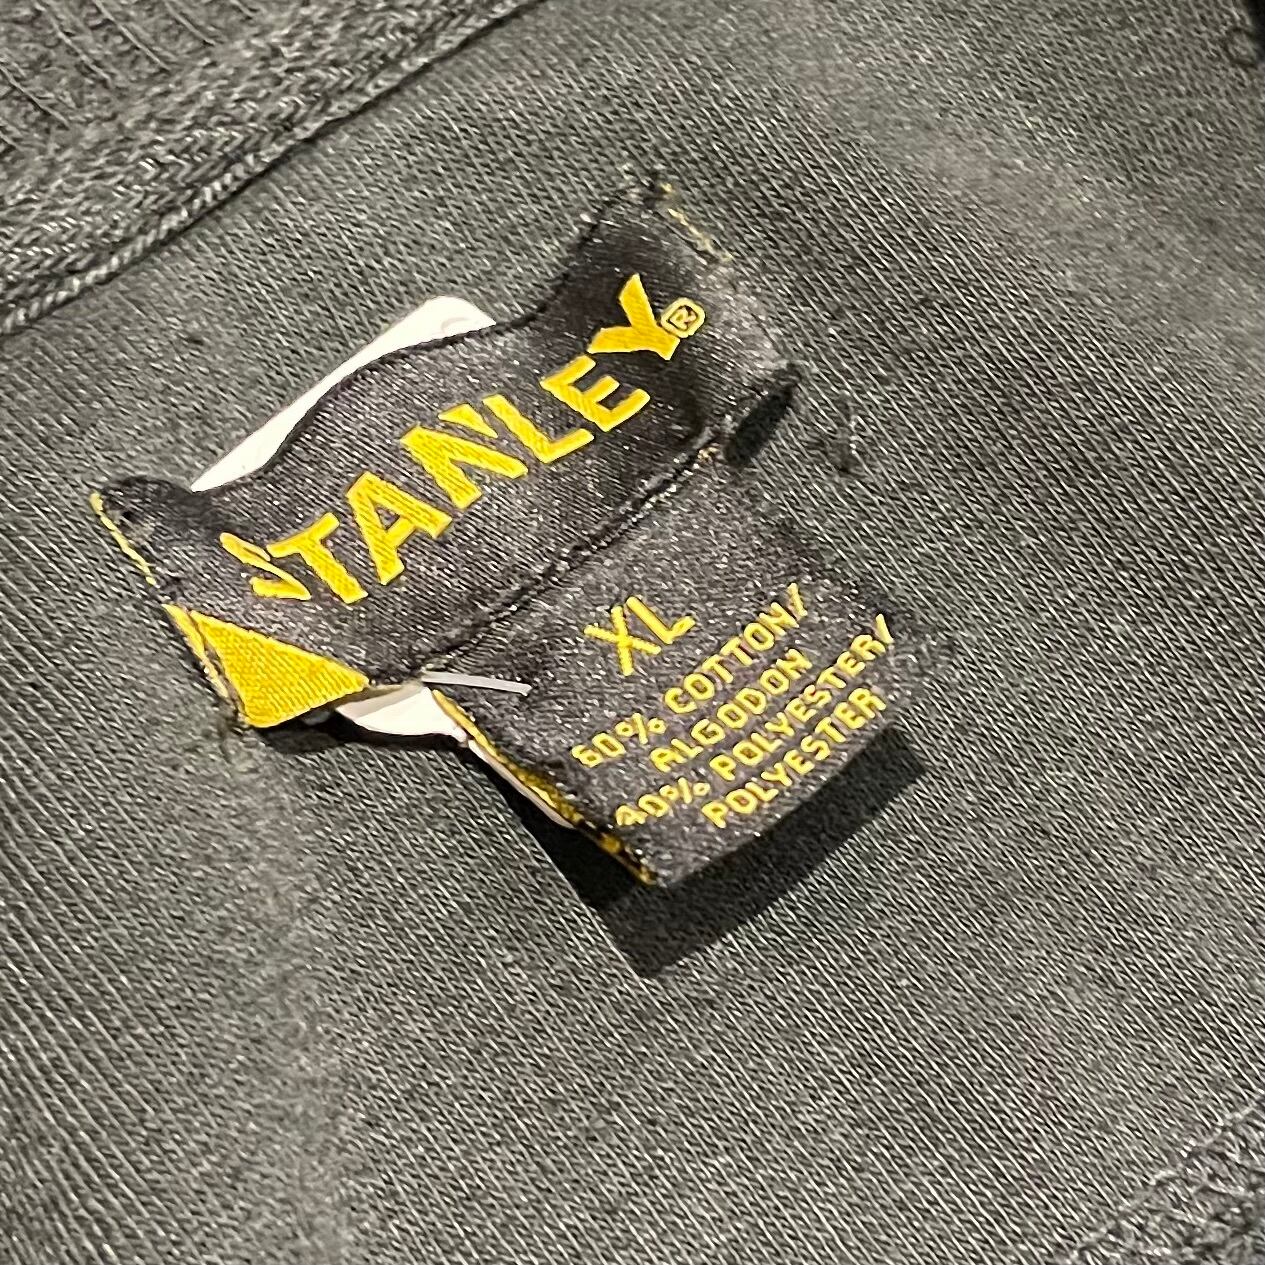 STANLEY®
XL
60% COTTON/
ALGODON
40% POLYESTER/
POLYESTER